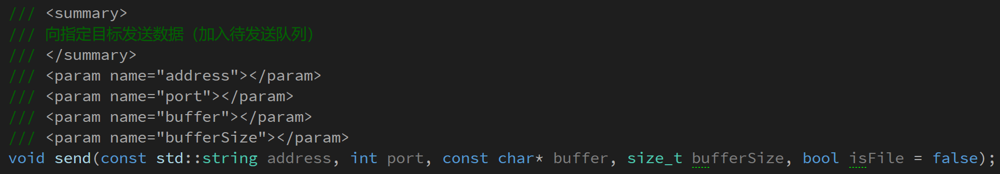 /// <summary>
/// 向指定目标发送数据（加入待发送队列）
/// </summary>
/// <param name="address"></param>
/// <param name="port"></param>
/// <param name="buffer"></param>
/// <param name="bufferSize"></param>
void send(const std::string address, int port, const char* buffer, size_t bufferSize, bool isFile = false);